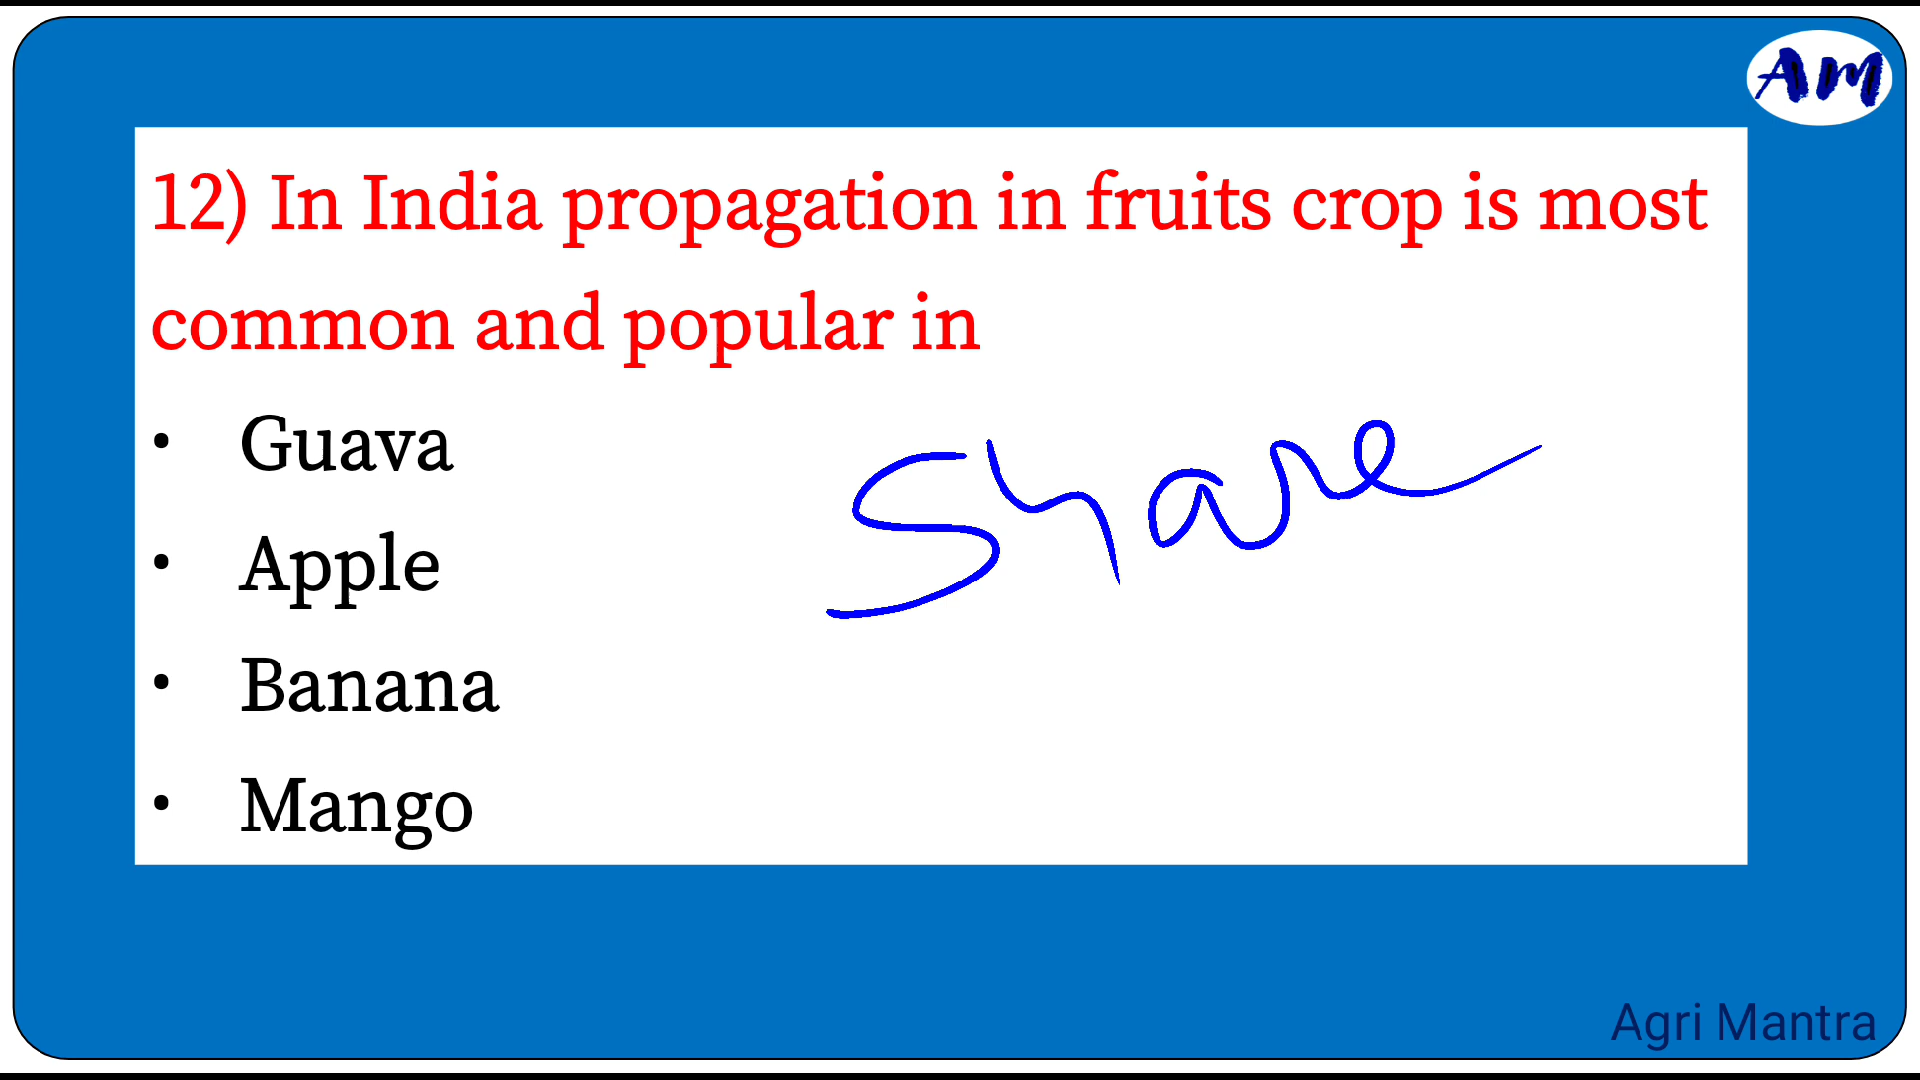 AM
12) In India propagation in fruits crop is most
common and popular in
• Guava
• Apple
• Banana
• Mango
Share
Agri Mantra